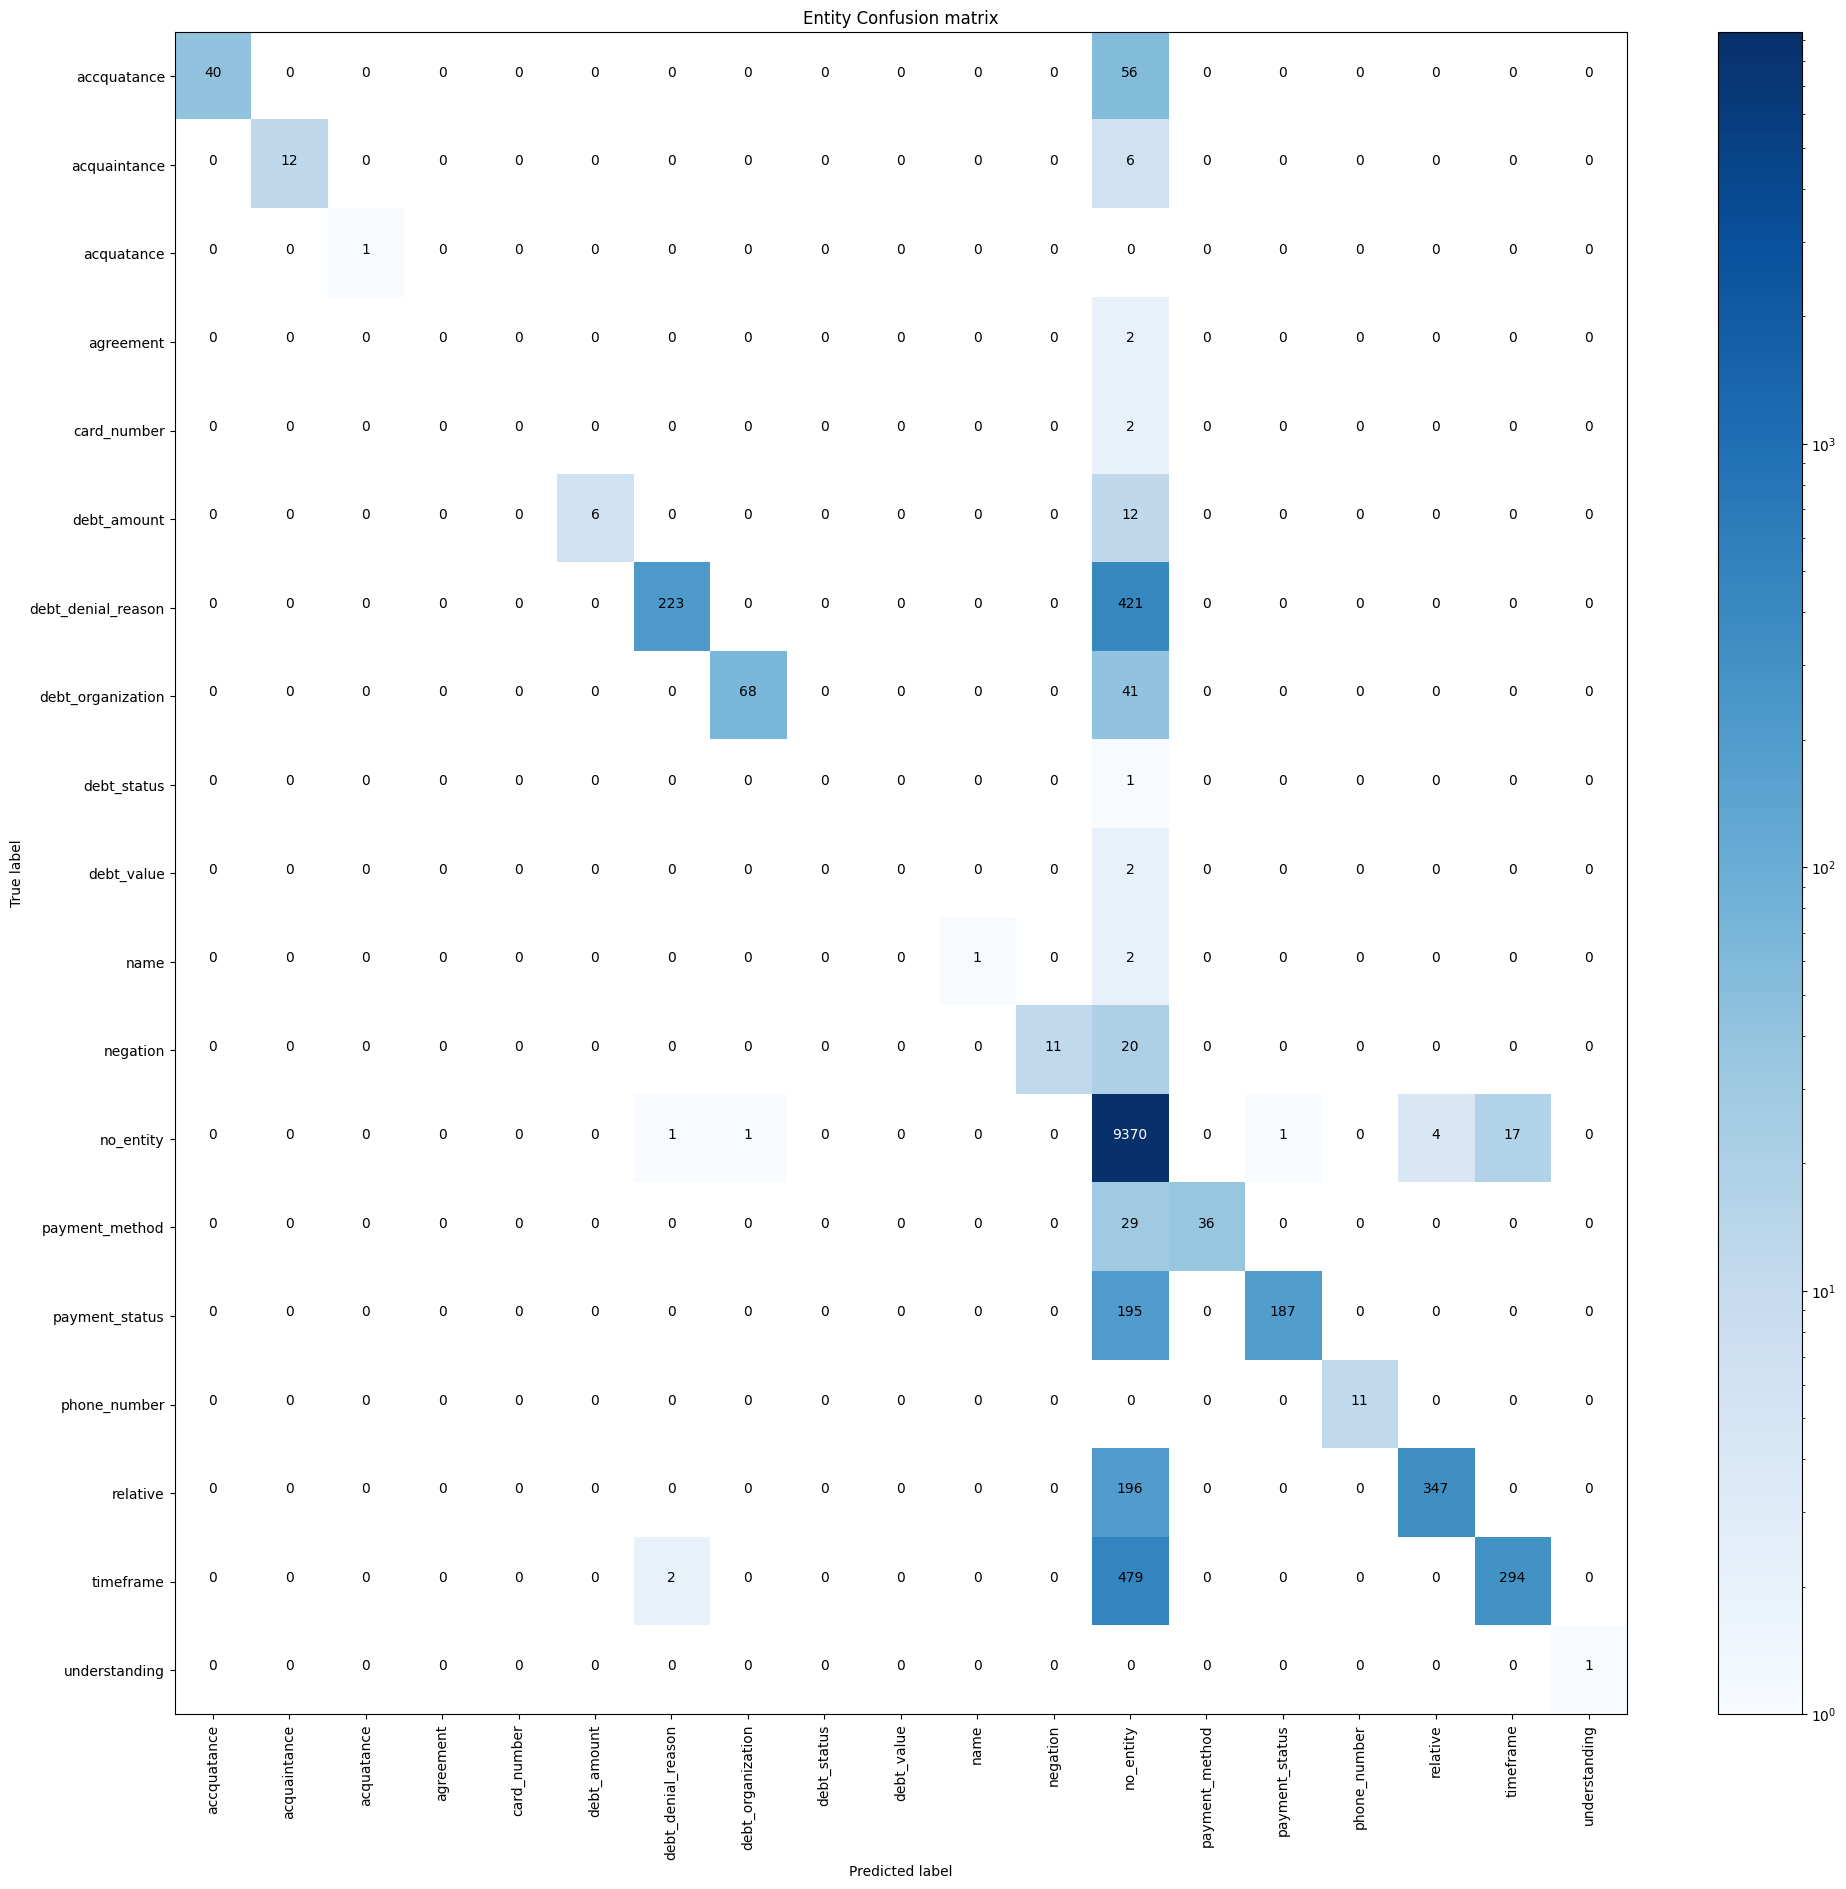 Entity Confusion matrix
accquatance 40 0 0 0 0 0 0 0 0 0 0 0 56 0 0 0 0 0 0
acquaintance 0 12 0 0 0 0 0 0 0 0 0 0 6 0 0 0 0 0 0
acquatance 0 0 1 0 0 0 0 0 0 0 0 0 0 0 0 0 0 0 0
agreement 0 0 0 0 0 0 0 0 0 0 0 0 2 0 0 0 0 0 0
card_number 0 0 0 0 0 0 0 0 0 0 0 0 2 0 0 0 0 0 0
debt_amount 0 0 0 0 0 6 0 0 0 0 0 0 12 0 0 0 0 0 0
debt_denial_reason 0 0 0 0 0 0 223 0 0 0 0 0 421 0 0 0 0 0 0
debt_organization 0 0 0 0 0 0 0 68 0 0 0 0 41 0 0 0 0 0 0
debt_status 0 0 0 0 0 0 0 0 0 0 0 0 1 0 0 0 0 0 0
debt_value 0 0 0 0 0 0 0 0 0 0 0 0 2 0 0 0 0 0 0
name 0 0 0 0 0 0 0 0 0 0 1 0 2 0 0 0 0 0 0
negation 0 0 0 0 0 0 0 0 0 0 0 11 20 0 0 0 0 0 0
no_entity 0 0 0 0 0 0 1 1 0 0 0 0 9370 0 1 0 4 17 0
payment_method 0 0 0 0 0 0 0 0 0 0 0 0 29 36 0 0 0 0 0
payment_status 0 0 0 0 0 0 0 0 0 0 0 0 195 0 187 0 0 0 0
phone_number 0 0 0 0 0 0 0 0 0 0 0 0 0 0 0 11 0 0 0
relative 0 0 0 0 0 0 0 0 0 0 0 0 196 0 0 0 347 0 0
timeframe 0 0 0 0 0 0 2 0 0 0 0 0 479 0 0 0 0 294 0
understanding 0 0 0 0 0 0 0 0 0 0 0 0 0 0 0 0 0 0 1
accquatance acquaintance acquatance agreement card_number debt_amount debt_denial_reason debt_organization debt_status debt_value name negation no_entity payment_method payment_status phone_number relative timeframe understanding
Predicted label
True label
10³
10²
10¹
10⁰